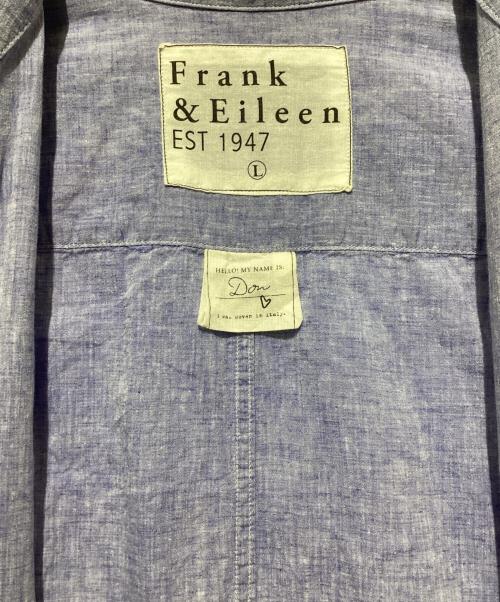 Frank
& Eileen
EST 1947
L
HELLO! MY NAME IS:
Don
i was woven in italy.